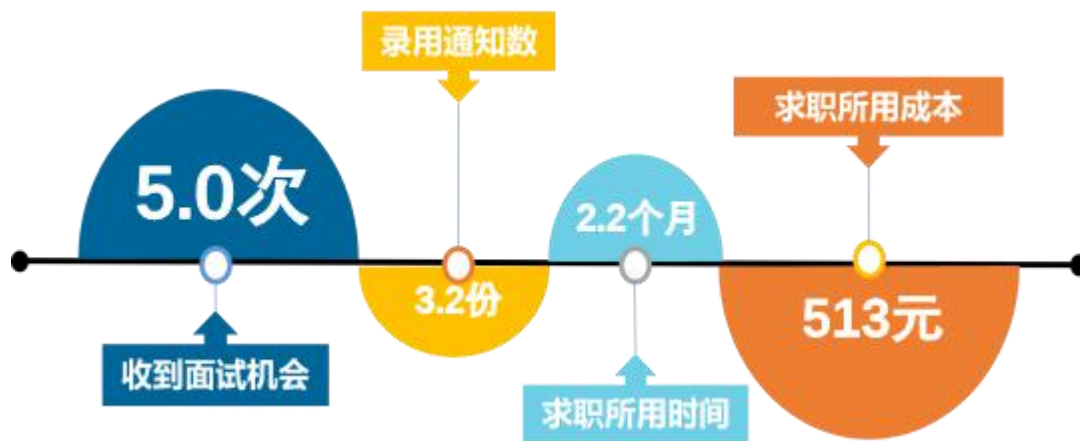 录用通知数
求职所用成本
5.0次
2.2个月
3.2份
513元
收到面试机会
求职所用时间